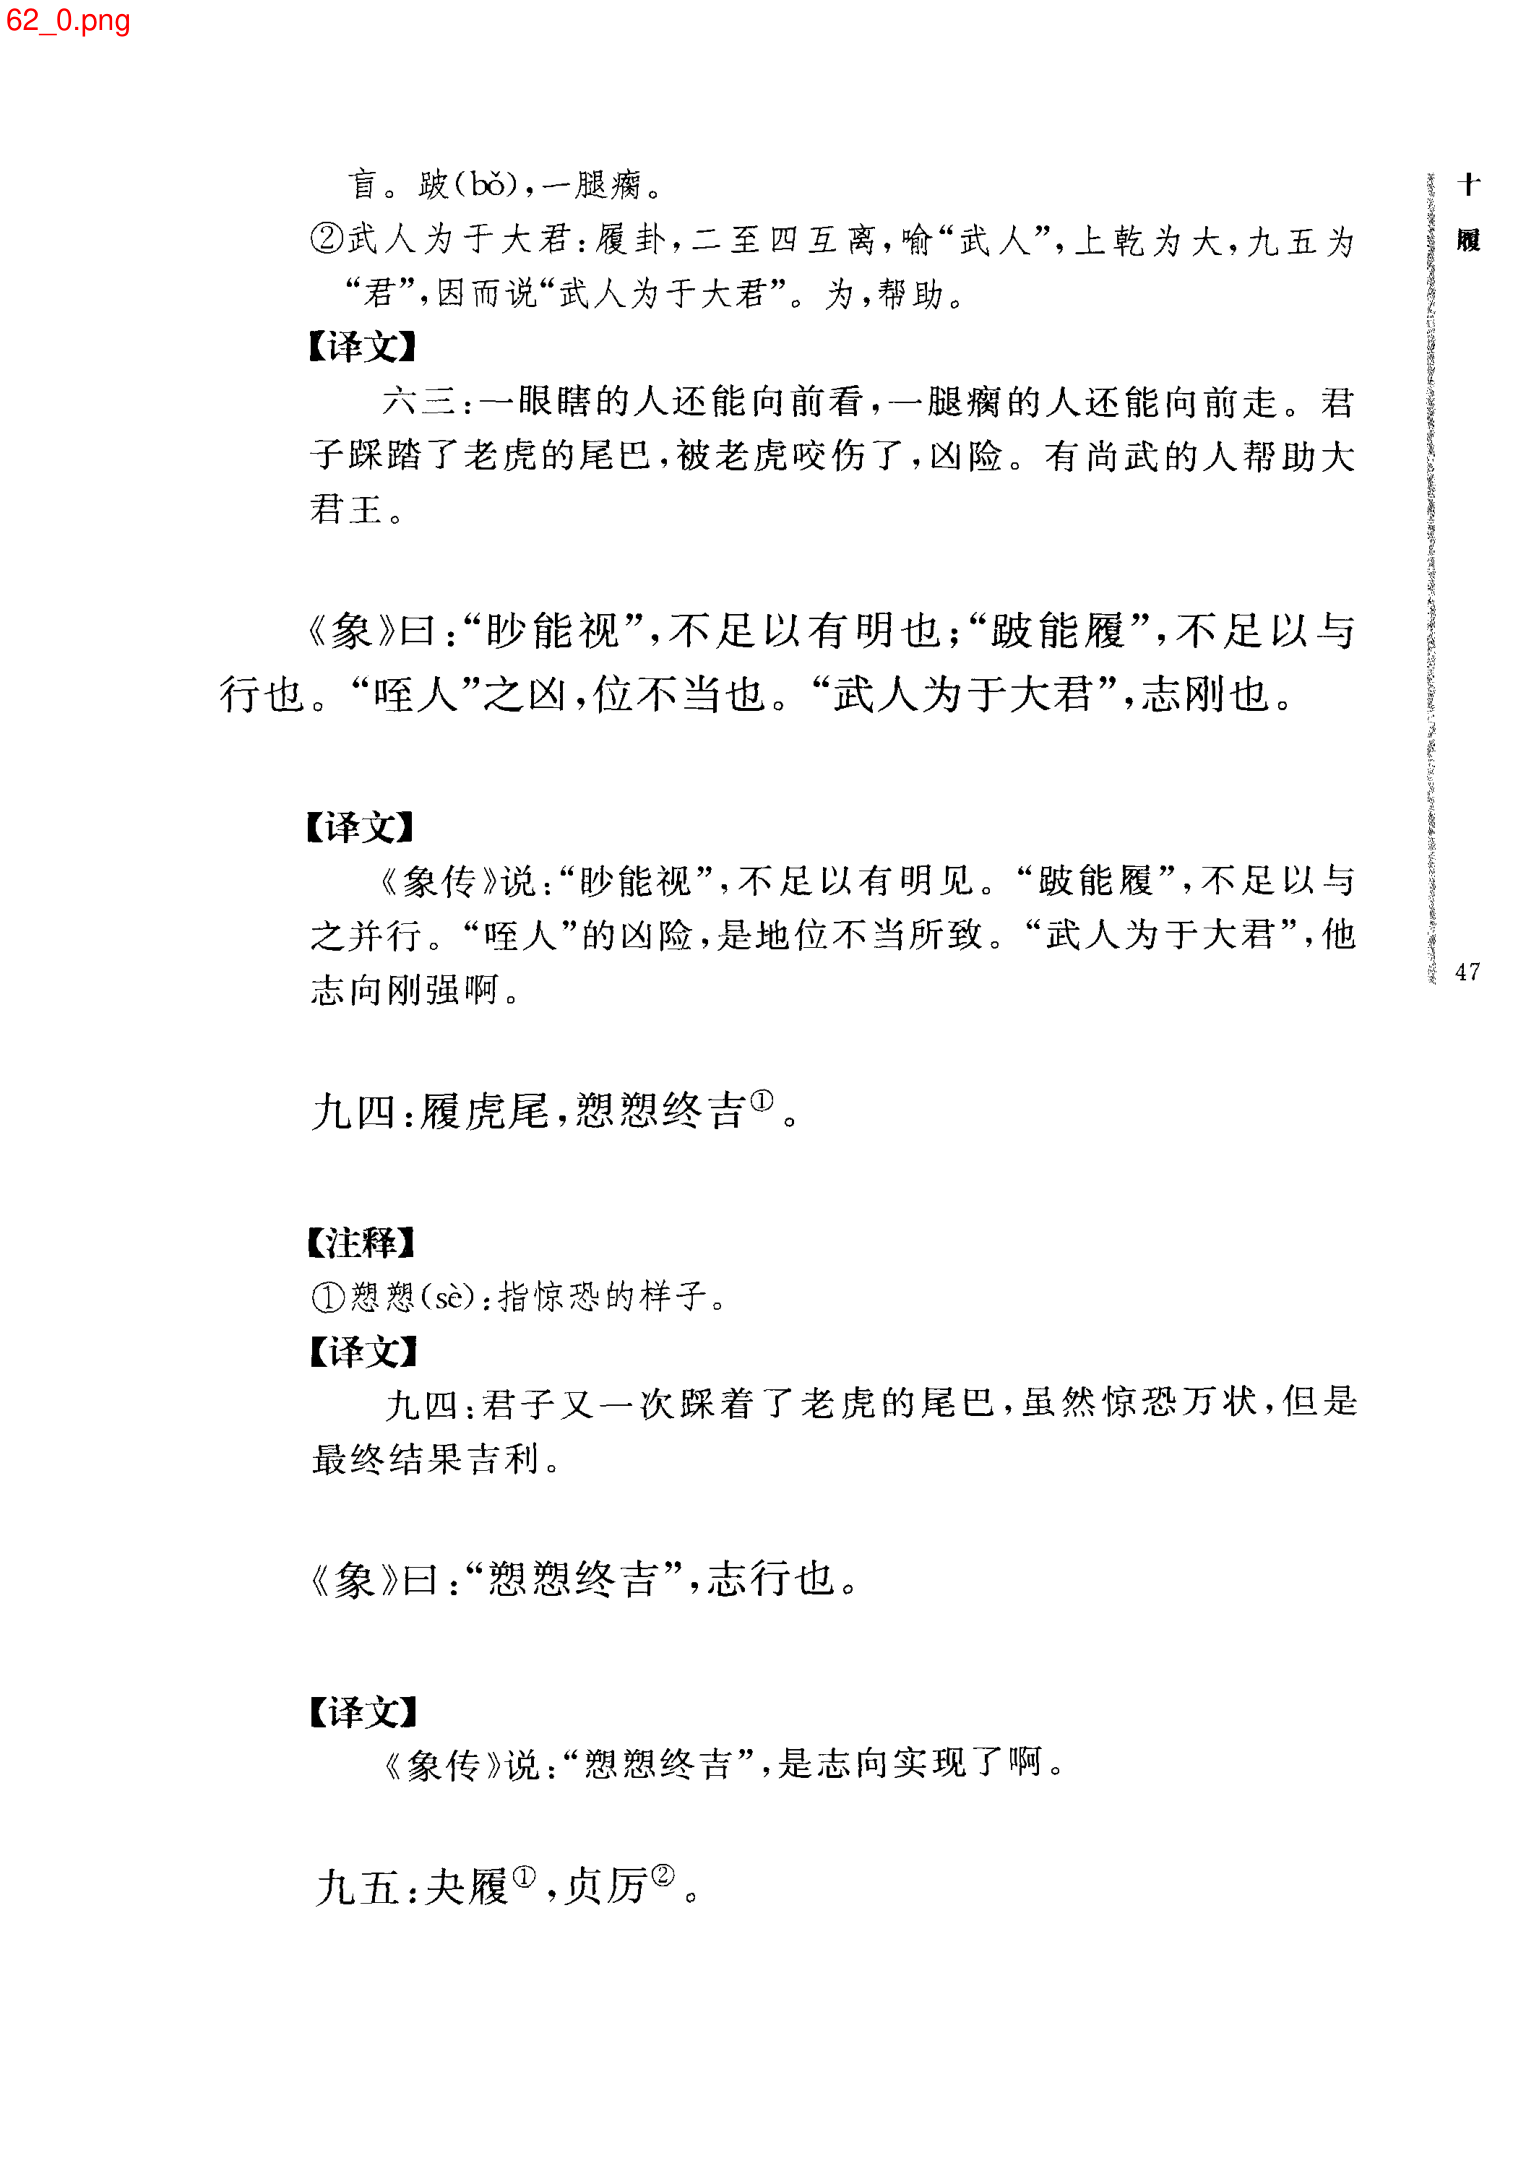 62_0.png
盲。跛(bǒ),一腿瘸。
②武人为于大君:履卦,二至四互离,喻“武人”,上乾为大,九五为
“君”,因而说“武人为于大君”。为,帮助。
【译文】
六三:一眼瞎的人还能向前看,一腿瘸的人还能向前走。君
子踩踏了老虎的尾巴,被老虎咬伤了,凶险。有尚武的人帮助大
君王。
《象》曰:“眇能视”,不足以有明也;“跛能履”,不足以与
行也。“咥人”之凶,位不当也。“武人为于大君”,志刚也。
【译文】
《象传》说:“眇能视”,不足以有明见。“跛能履”,不足以与
之并行。“咥人”的凶险,是地位不当所致。“武人为于大君”,他
志向刚强啊。
九四:履虎尾,愬愬终吉①。
【注释】
①愬愬(sè):指惊恐的样子。
【译文】
九四:君子又一次踩着了老虎的尾巴,虽然惊恐万状,但是
最终结果吉利。
《象》曰:“愬愬终吉”,志行也。
【译文】
《象传》说:“愬愬终吉”,是志向实现了啊。
九五:夬履①,贞厉②。
十
履
47